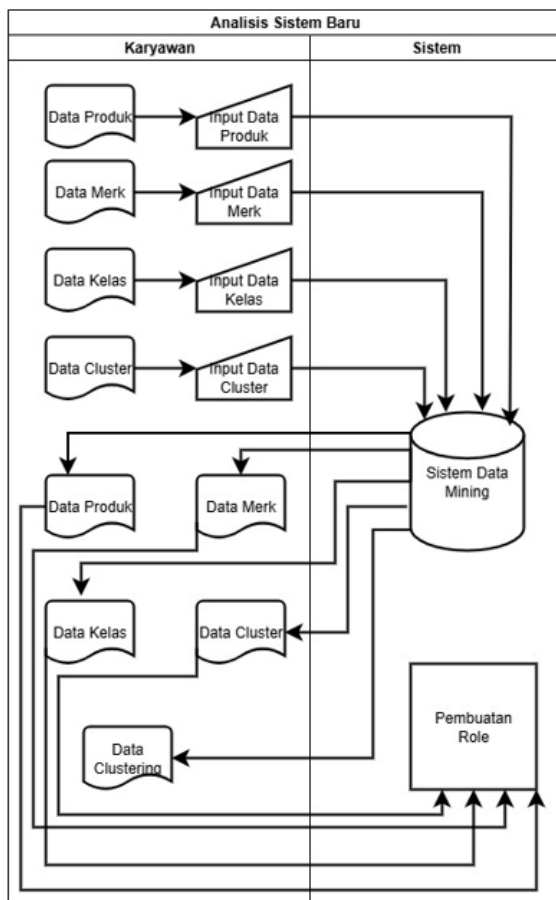 Analisis Sistem Baru
Karyawan
Sistem
Data Produk
Input Data
Produk
Data Merk
Input Data
Merk
Data Kelas
Input Data
Kelas
Data Cluster
Input Data
Cluster
Sistem Data
Mining
Data Produk
Data Merk
Data Kelas
Data Cluster
Pembuatan
Role
Data
Clustering